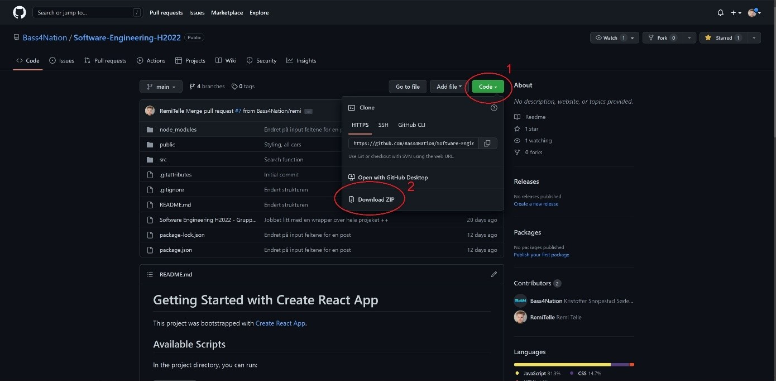 Search or jump to...
/
Pull requests Issues Marketplace Explore
Bass4Nation / Software-Engineering-H2022 Public
Watch 1
Fork 0
Starred 1
Code
Issues
Pull requests
Actions
Projects
Wiki
Security
Insights
1
main
4 branches
0 tags
Go to file
Add file
Code
About
No description, website, or topics provided.
RemiTelle Merge pull request #7 from Bass4Nation/remi
Clone
HTTPS SSH GitHub CLI
https://github.com/Bass4Nation/Software-Engin
Use Git or checkout with SVN using the web URL.
Open with GitHub Desktop
2
Download ZIP
node_modules Endret på input feltene for en
public Styling, all cars
src Search function
.gitattributes Initial commit
.gitignore Endret strukturen
README.md Endret strukturen
Software Engineering H2022 - Grupp... Jobbet litt med en wrapper over hele projeket ++ 20 days ago
package-lock.json Endret på input feltene for en post 12 days ago
package.json Endret på input feltene for en post 12 days ago
Readme
1 star
1 watching
0 forks
Releases
No releases published
Create a new release
Packages
No packages published
Publish your first package
Contributors 2
Bass4Nation
RemiTelle Remi Telle
Languages
JavaScript 81.3% CSS 14.7%
README.md
Getting Started with Create React App
This project was bootstrapped with Create React App.
Available Scripts
In the project directory, you can run: